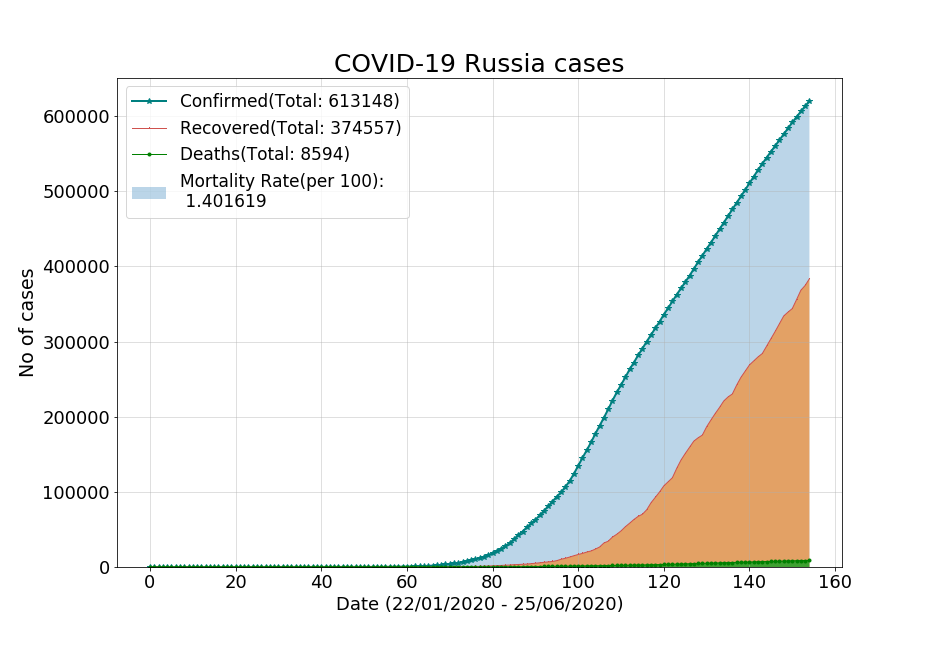 COVID-19 Russia cases
Confirmed(Total: 613148)
Recovered(Total: 374557)
Deaths(Total: 8594)
Mortality Rate(per 100):
1.401619
No of cases
600000
500000
400000
300000
200000
100000
0
0 20 40 60 80 100 120 140 160
Date (22/01/2020 - 25/06/2020)